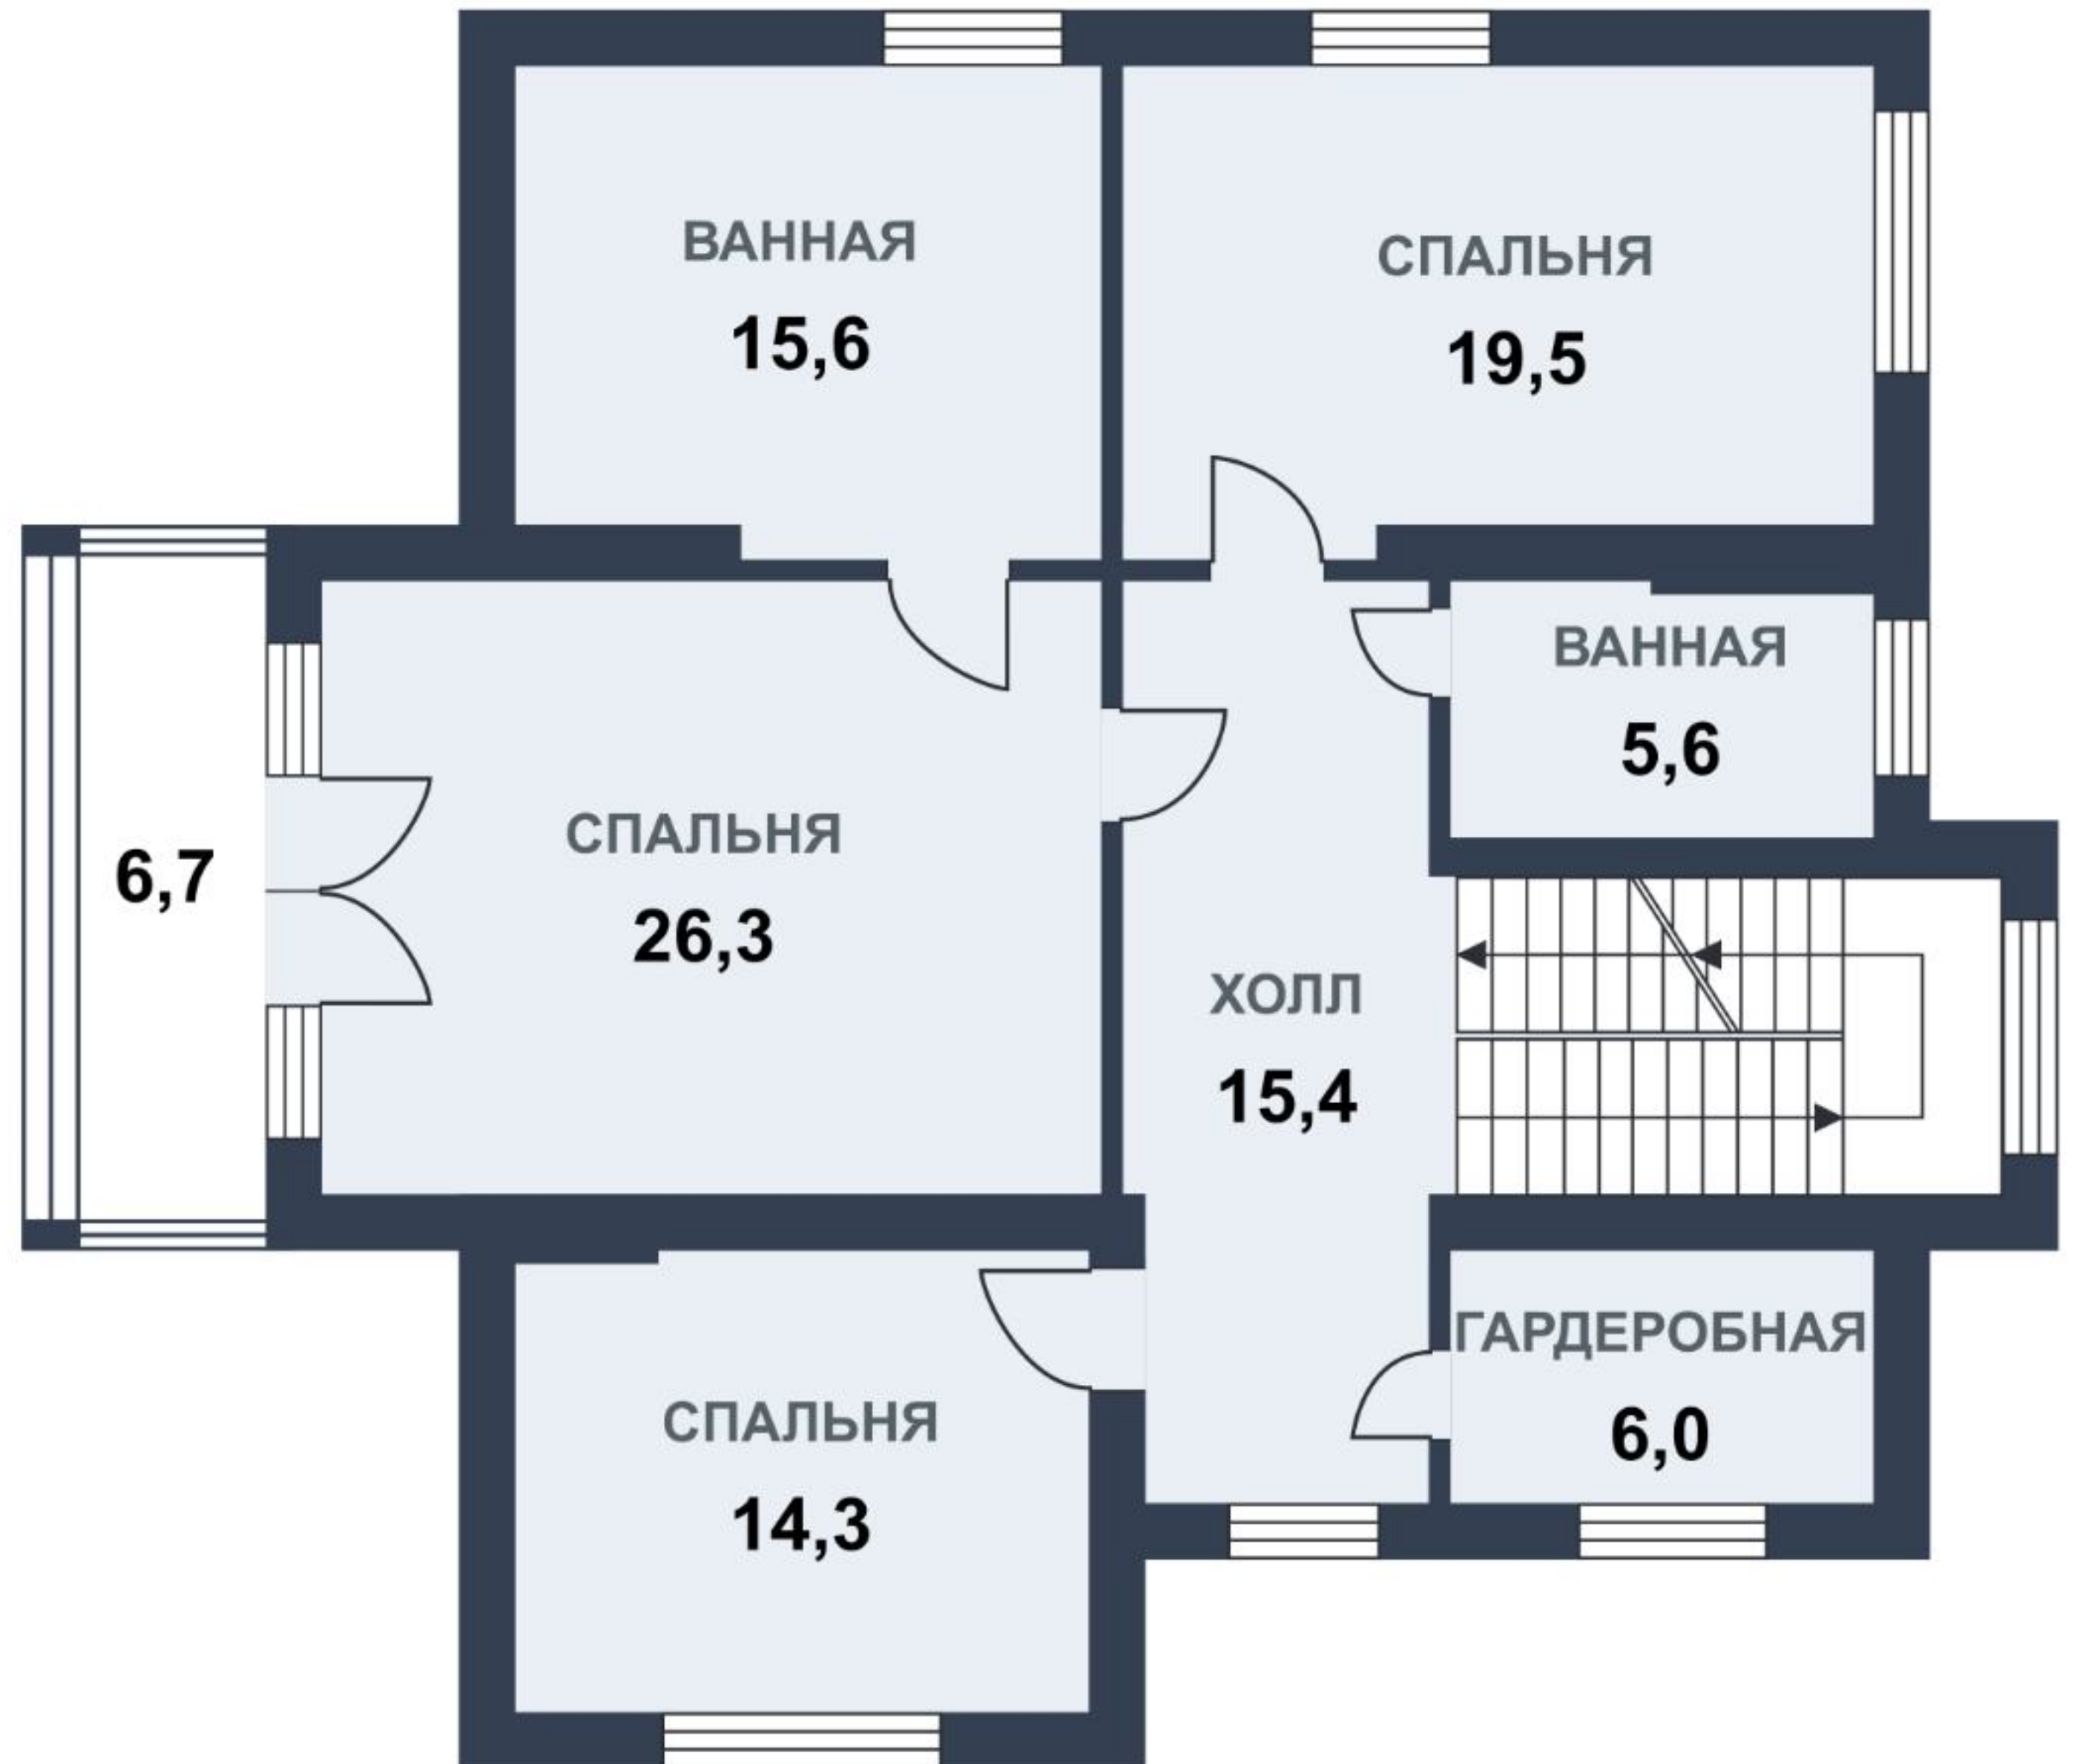 ВАННАЯ
15,6
СПАЛЬНЯ
19,5
ВАННАЯ
5,6
6,7
СПАЛЬНЯ
26,3
ХОЛЛ
15,4
ГАРДЕРОБНАЯ
6,0
СПАЛЬНЯ
14,3